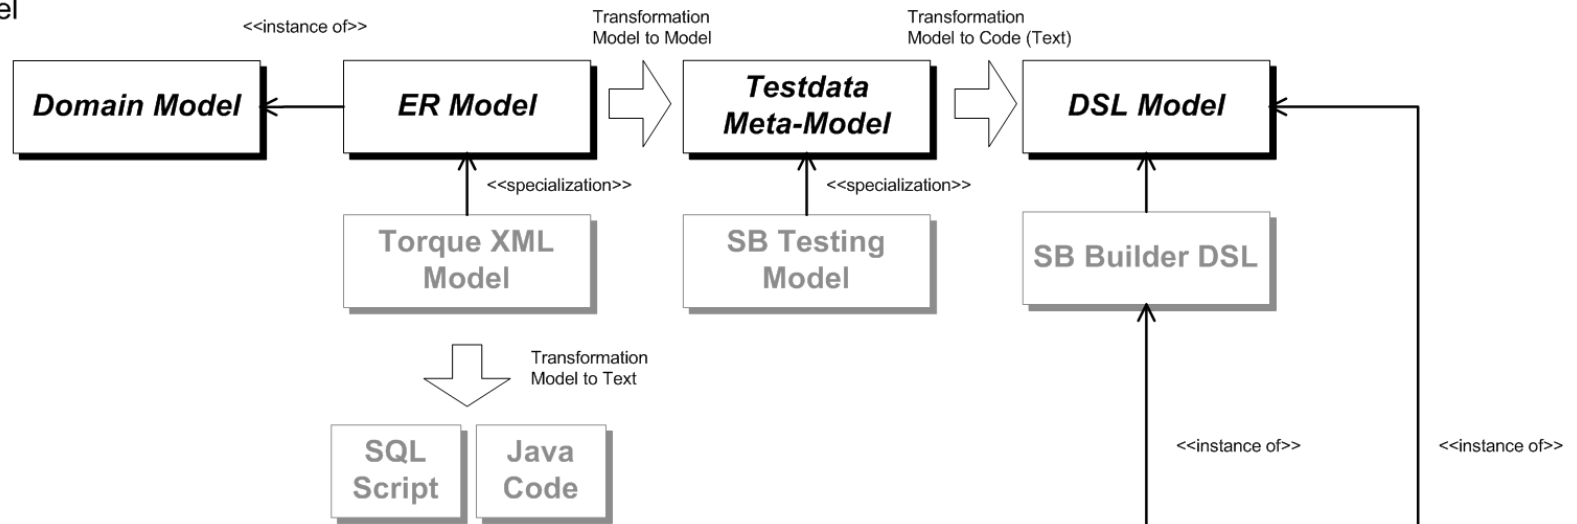 el
<<instance of>>
Transformation
Model to Model
Transformation
Model to Code (Text)
Domain Model
ER Model
Testdata
Meta-Model
DSL Model
<<specialization>>
<<specialization>>
Torque XML
Model
SB Testing
Model
SB Builder DSL
Transformation
Model to Text
SQL
Script
Java
Code
<<instance of>>
<<instance of>>